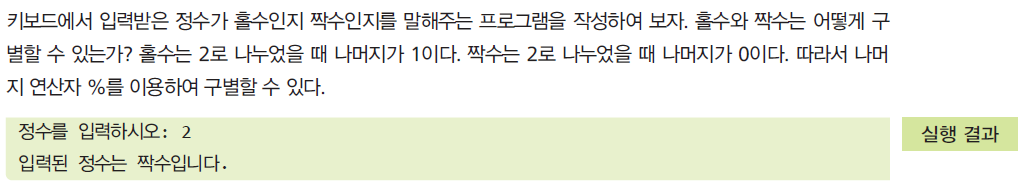 키보드에서 입력받은 정수가 홀수인지 짝수인지를 말해주는 프로그램을 작성하여 보자. 홀수와 짝수는 어떻게 구
별할 수 있는가? 홀수는 2로 나누었을 때 나머지가 1이다. 짝수는 2로 나누었을 때 나머지가 0이다. 따라서 나머
지 연산자 %를 이용하여 구별할 수 있다.
정수를 입력하시오: 2
입력된 정수는 짝수입니다.
실행 결과